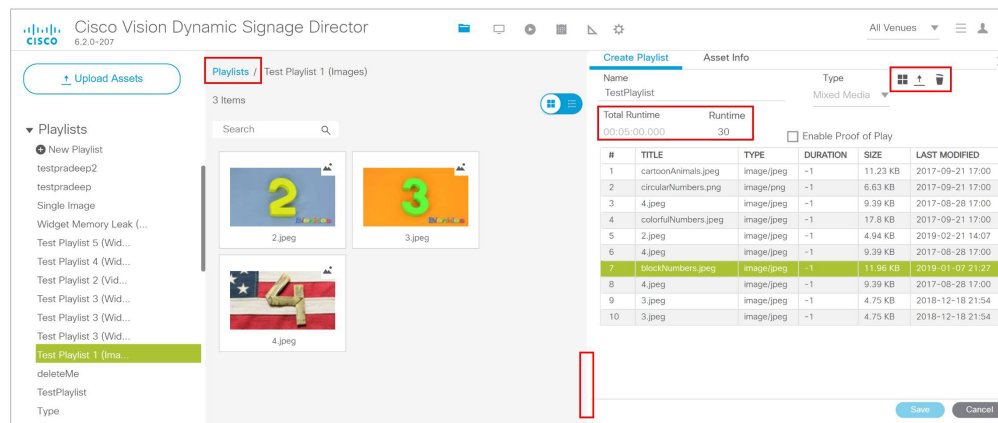 Cisco Vision Dynamic Signage Director
CISCO
6.2.0-207
All Venues
Upload Assets
Playlists
New Playlist
testpradeep2
testpradeep
Single Image
Widget Memory Leak (...
Test Playlist 5 (Wid...
Test Playlist 4 (Wid...
Test Playlist 2 (Vid...
Test Playlist 3 (Wid...
Test Playlist 3 (Wid...
Test Playlist 3 (Wid...
Test Playlist 1 (Ima...
deleteMe
TestPlaylist
Type
Playlists / Test Playlist 1 (Images)
3 Items
Search
2
2.jpeg
3
3.jpeg
4
4.jpeg
Create Playlist Asset Info
Name Type
TestPlaylist Mixed Media
Total Runtime Runtime
00:05:00.000 30 Enable Proof of Play
# TITLE TYPE DURATION SIZE LAST MODIFIED
1 cartoonAnimals.jpeg image/jpeg -1 11.23 KB 2017-09-21 17:00
2 circularNumbers.png image/png -1 6.63 KB 2017-09-21 17:00
3 4.jpeg image/jpeg -1 9.39 KB 2017-08-28 17:00
4 colorfulNumbers.jpeg image/jpeg -1 17.8 KB 2017-09-21 17:00
5 2.jpeg image/jpeg -1 4.94 KB 2019-02-21 14:07
6 4.jpeg image/jpeg -1 9.39 KB 2017-08-28 17:00
7 blockNumbers.jpeg image/jpeg -1 11.96 KB 2019-01-07 21:27
8 4.jpeg image/jpeg -1 9.39 KB 2017-08-28 17:00
9 3.jpeg image/jpeg -1 4.75 KB 2018-12-18 21:54
10 3.jpeg image/jpeg -1 4.75 KB 2018-12-18 21:54
Save Cancel